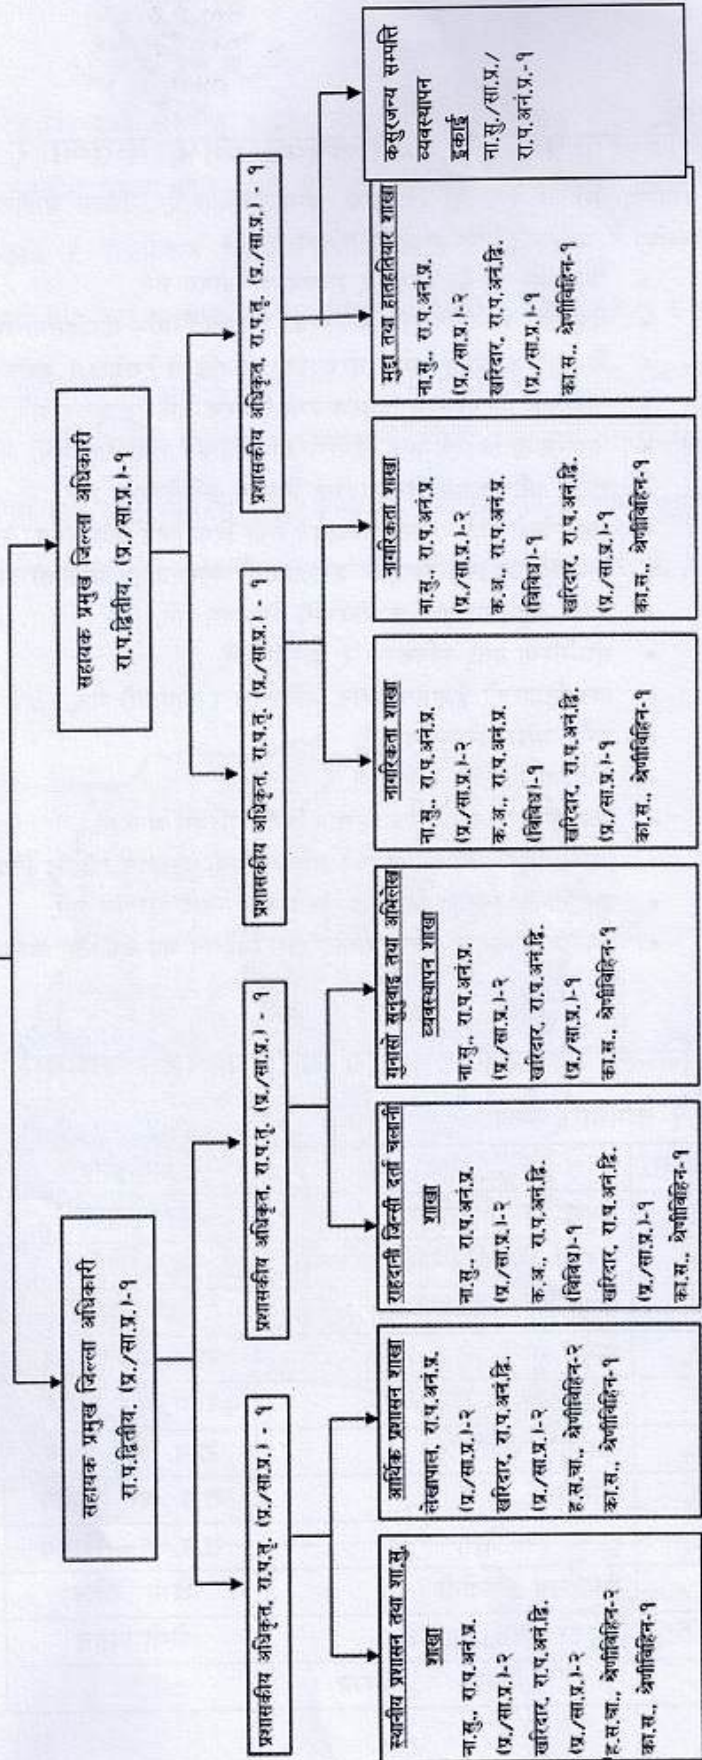 सहायक प्रमुख जिल्ला अधिकारी
रा.प.द्वितीय. (प्र./सा.प्र.)-१
सहायक प्रमुख जिल्ला अधिकारी
रा.प.द्वितीय. (प्र./सा.प्र.)-१
प्रशासकीय अधिकृत, रा.प.तृ. (प्र./सा.प्र.) - १
प्रशासकीय अधिकृत, रा.प.तृ. (प्र./सा.प्र.) - १
प्रशासकीय अधिकृत, रा.प.तृ. (प्र./सा.प्र.) - १
प्रशासकीय अधिकृत, रा.प.तृ. (प्र./सा.प्र.) - १
स्थानीय प्रशासन तथा शा.सु.
शाखा
ना.सु.. रा.प.अनं.प्र.
(प्र./सा.प्र.)-२
खरिदार, रा.प.अनं.द्वि.
(प्र./सा.प्र.)-२
ह.स.चा., श्रेणीविहिन-२
का.स., श्रेणीविहिन-१
आर्थिक प्रशासन शाखा
लेखापाल, रा.प.अनं.प्र.
(प्र./सा.प्र.)-२
खरिदार, रा.प.अनं.द्वि.
(प्र./सा.प्र.)-२
ह.स.चा., श्रेणीविहिन-२
का.स., श्रेणीविहिन-१
राहदानी जिन्सी दर्ता चलानी
शाखा
ना.सु.. रा.प.अनं.प्र.
(प्र./सा.प्र.)-२
क.अ., रा.प.अनं.द्वि.
(विविध)-१
खरिदार, रा.प.अनं.द्वि.
(प्र./सा.प्र.)-१
का.स., श्रेणीविहिन-१
गुनासो सुनुवाइ तथा अभिलेख
व्यवस्थापन शाखा
ना.सु.. रा.प.अनं.प्र.
(प्र./सा.प्र.)-२
खरिदार, रा.प.अनं.द्वि.
(प्र./सा.प्र.)-१
का.स., श्रेणीविहिन-१
नागरिकता शाखा
ना.सु.. रा.प.अनं.प्र.
(प्र./सा.प्र.)-२
क.अ., रा.प.अनं.प्र.
(विविध)-१
खरिदार, रा.प.अनं.द्वि.
(प्र./सा.प्र.)-१
का.स., श्रेणीविहिन-१
नागरिकता शाखा
ना.सु.. रा.प.अनं.प्र.
(प्र./सा.प्र.)-२
क.अ., रा.प.अनं.प्र.
(विविध)-१
खरिदार, रा.प.अनं.द्वि.
(प्र./सा.प्र.)-१
का.स., श्रेणीविहिन-१
मुद्दा तथा हातहतियार शाखा
ना.सु.. रा.प.अनं.प्र.
(प्र./सा.प्र.)-२
खरिदार, रा.प.अनं.द्वि.
(प्र./सा.प्र.)-१
का.स., श्रेणीविहिन-१
कसुरजन्य सम्पत्ति
व्यवस्थापन
इकाई
ना.सु./सा.प्र./
रा.प.अनं.प्र.-१